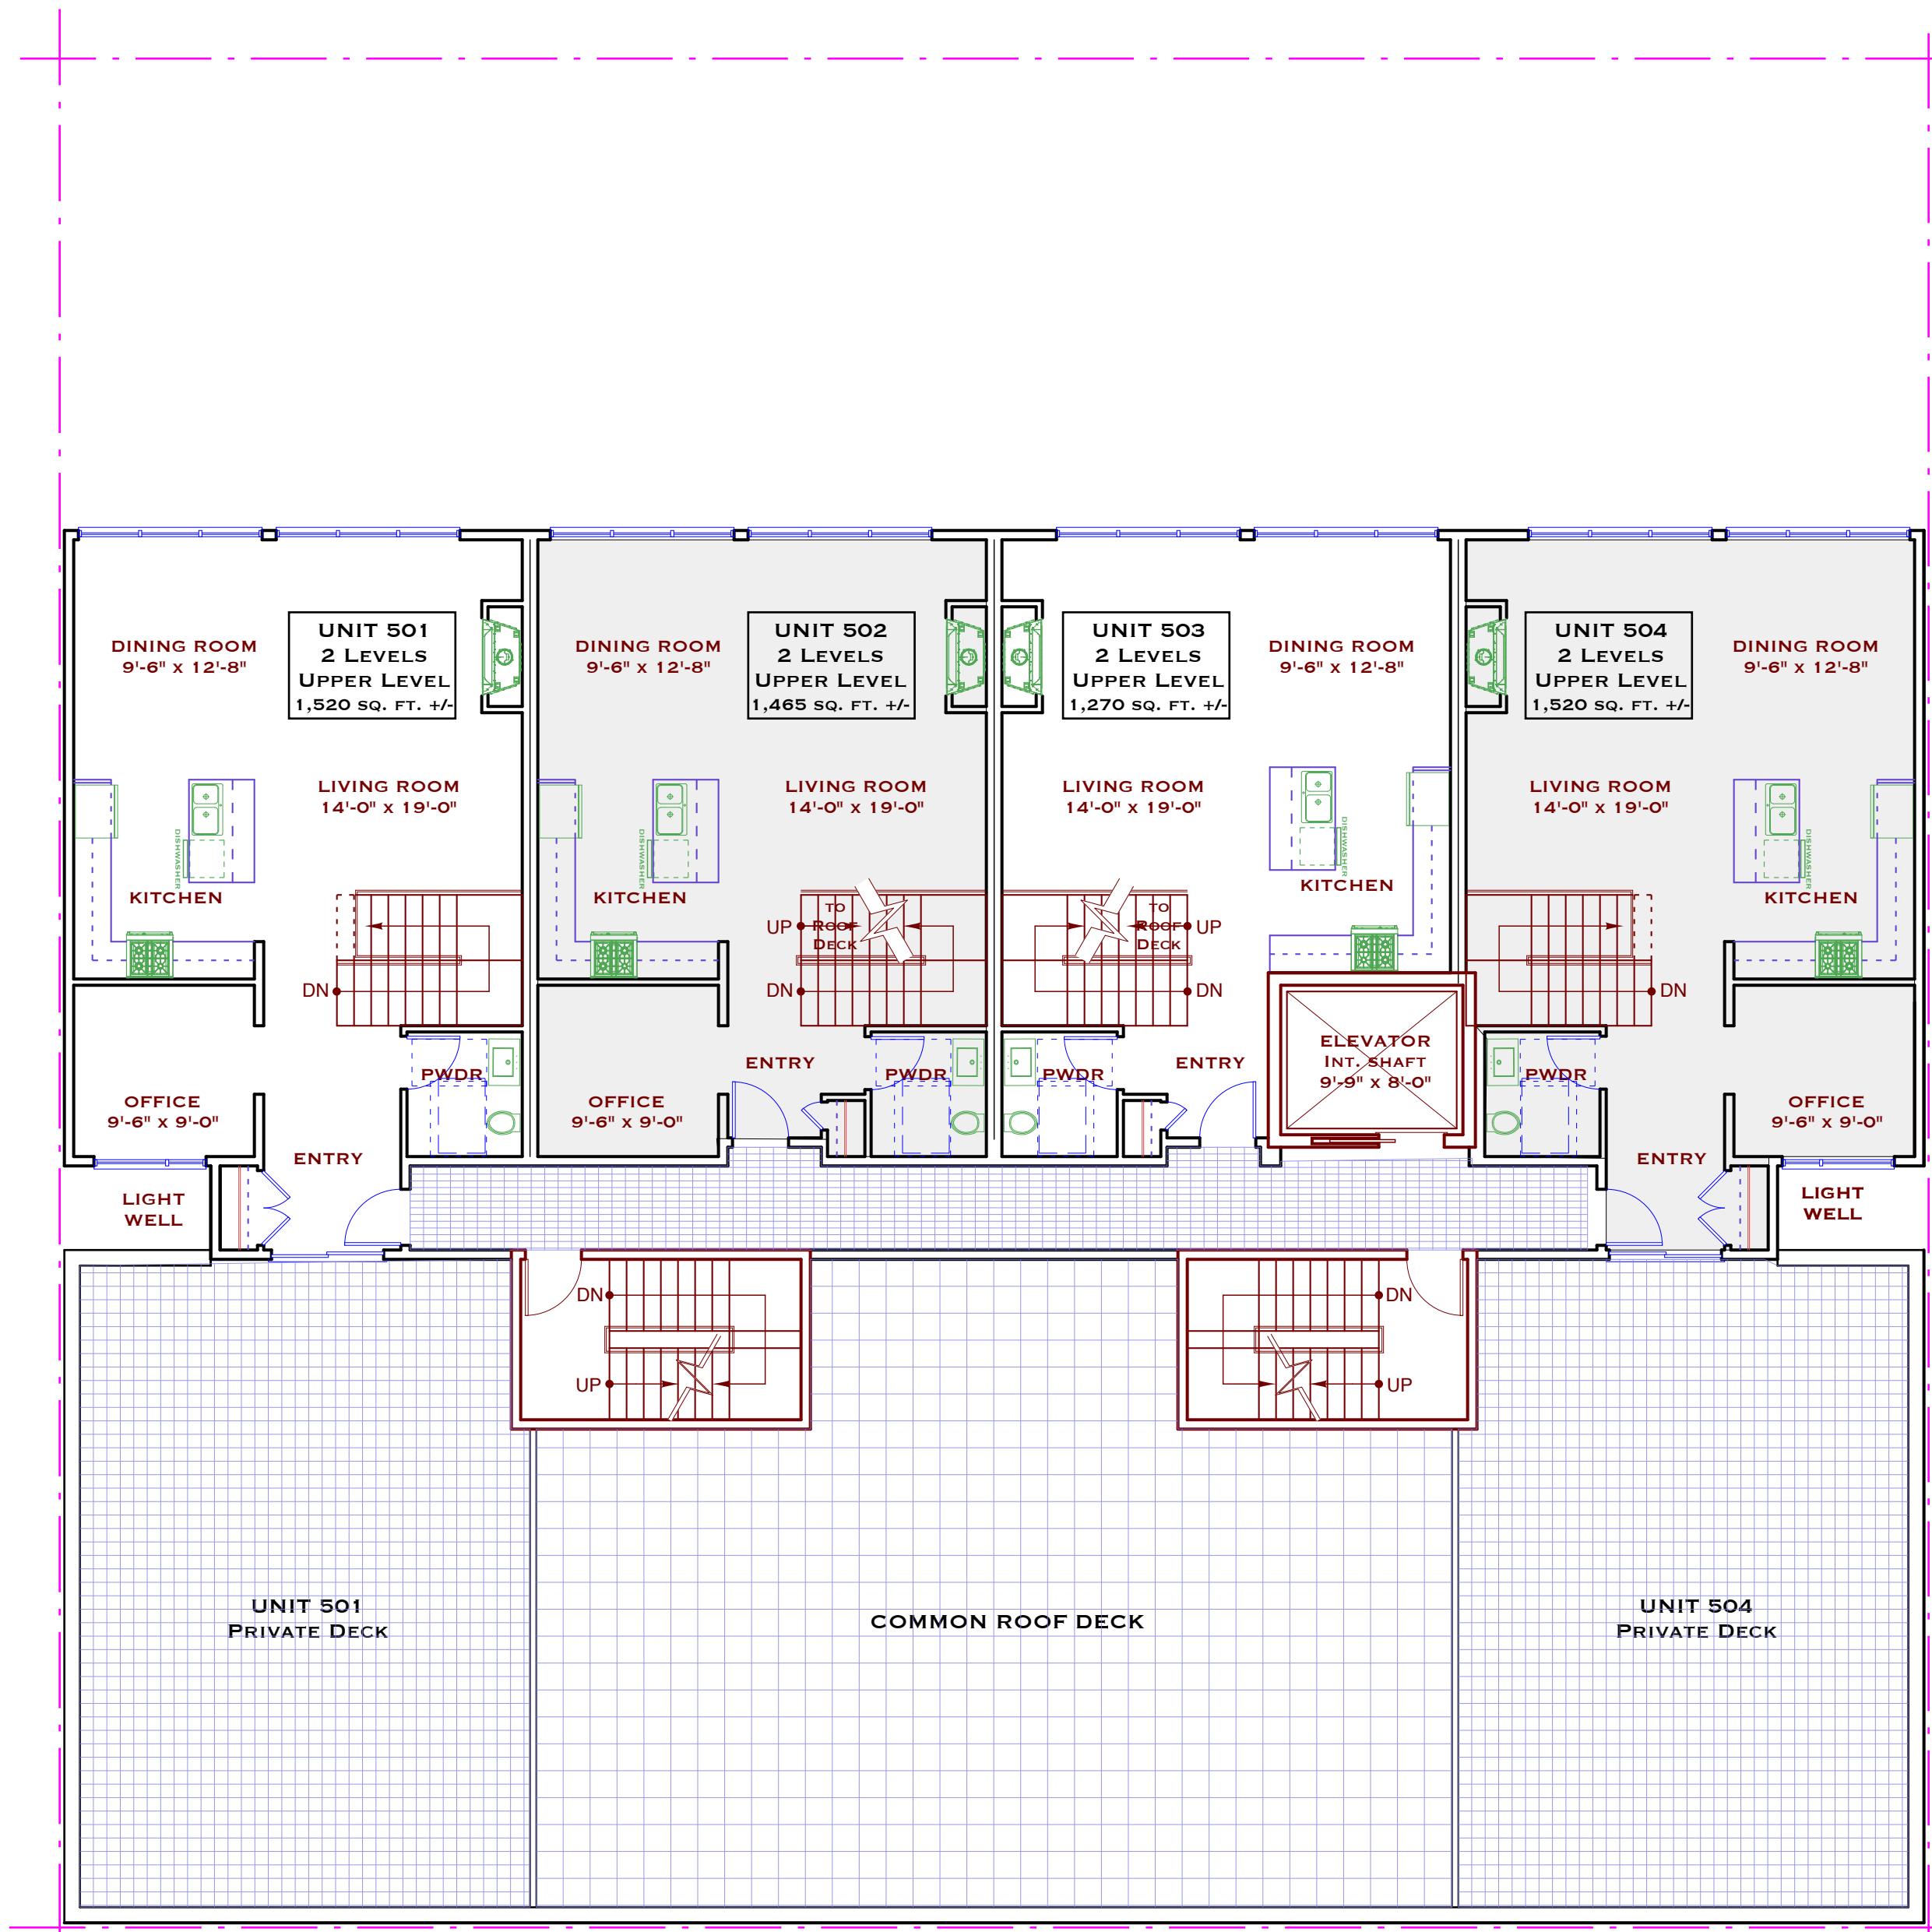 UNIT 501
2 LEVELS
UPPER LEVEL
1,520 SQ. FT. +/-
UNIT 502
2 LEVELS
UPPER LEVEL
1,465 SQ. FT. +/-
UNIT 503
2 LEVELS
UPPER LEVEL
1,270 SQ. FT. +/-
UNIT 504
2 LEVELS
UPPER LEVEL
1,520 SQ. FT. +/-
DINING ROOM
9'-6" x 12'-8"
DINING ROOM
9'-6" x 12'-8"
DINING ROOM
9'-6" x 12'-8"
DINING ROOM
9'-6" x 12'-8"
LIVING ROOM
14'-0" x 19'-0"
LIVING ROOM
14'-0" x 19'-0"
LIVING ROOM
14'-0" x 19'-0"
LIVING ROOM
14'-0" x 19'-0"
DISHWASHER
DISHWASHER
DISHWASHER
DISHWASHER
KITCHEN
KITCHEN
KITCHEN
KITCHEN
UP
TO
ROOF
DECK
TO
ROOF
DECK
UP
DN
DN
DN
DN
ELEVATOR
INT. SHAFT
9'-9" x 8'-0"
PWDR
ENTRY
PWDR
PWDR
ENTRY
PWDR
OFFICE
9'-6" x 9'-0"
OFFICE
9'-6" x 9'-0"
OFFICE
9'-6" x 9'-0"
ENTRY
ENTRY
LIGHT
WELL
LIGHT
WELL
DN
UP
DN
UP
UNIT 501
PRIVATE DECK
COMMON ROOF DECK
UNIT 504
PRIVATE DECK